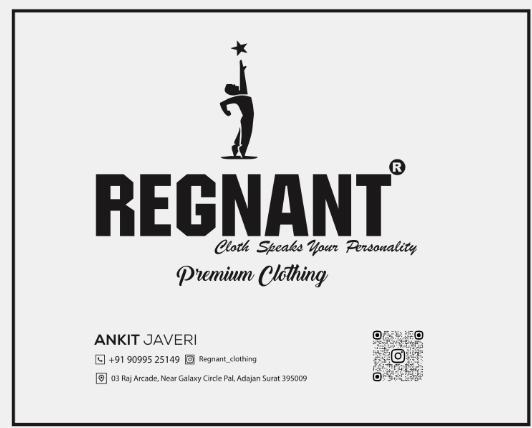 REGNANT®
Cloth Speaks Your Personality
Premium Clothing
ANKIT JAVERI
+91 90995 25149 Regnant_clothing
03 Raj Arcade, Near Galaxy Circle Pal, Adajan Surat 395009